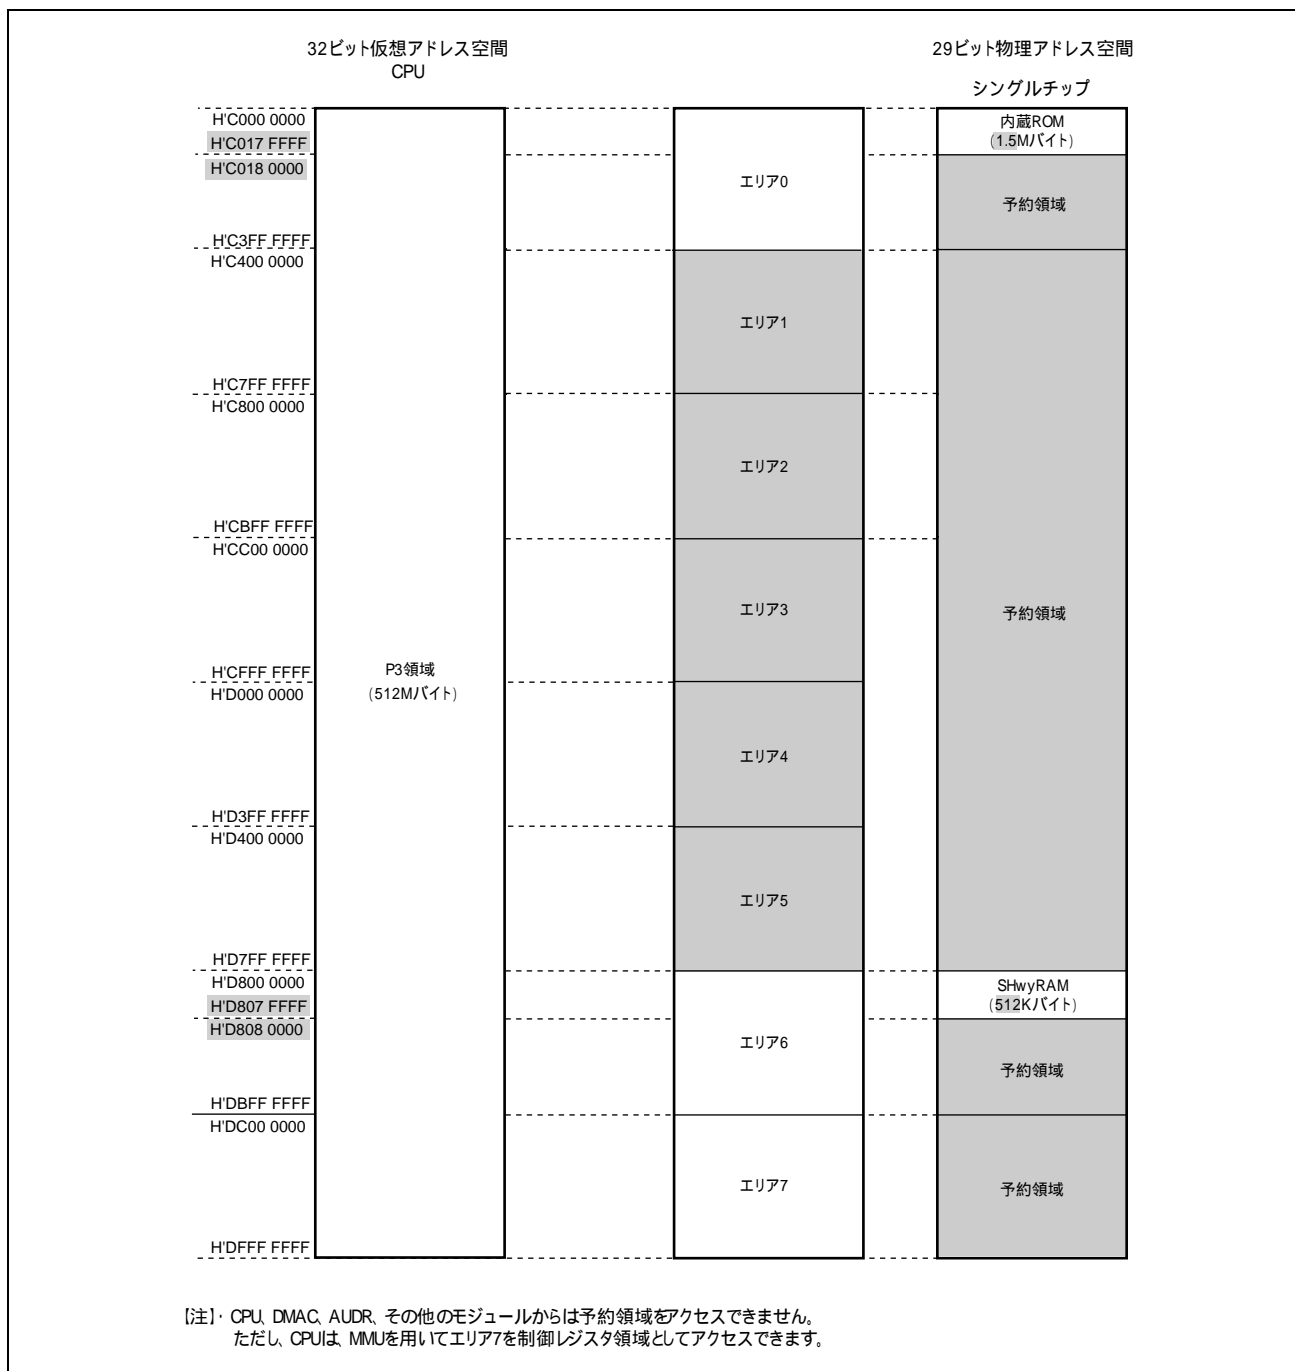 32ビット仮想アドレス空間
CPU
29ビット物理アドレス空間
シングルチップ
H'C000 0000
H'C017 FFFF
H'C018 0000
H'C3FF FFFF
H'C400 0000
H'C7FF FFFF
H'C800 0000
H'CBFF FFFF
H'CC00 0000
H'CFFF FFFF
H'D000 0000
H'D3FF FFFF
H'D400 0000
H'D7FF FFFF
H'D800 0000
H'D807 FFFF
H'D808 0000
H'DBFF FFFF
H'DC00 0000
H'DFFF FFFF
P3領域
(512Mバイト)
エリア0
エリア1
エリア2
エリア3
エリア4
エリア5
エリア6
エリア7
内蔵ROM
(1.5Mバイト)
予約領域
予約領域
SHwyRAM
(512Kバイト)
予約領域
予約領域
【注】・ CPU、DMAC、AUDR、その他のモジュールからは予約領域をアクセスできません。
ただし、CPUは、MMUを用いてエリア7を制御レジスタ領域としてアクセスできます。